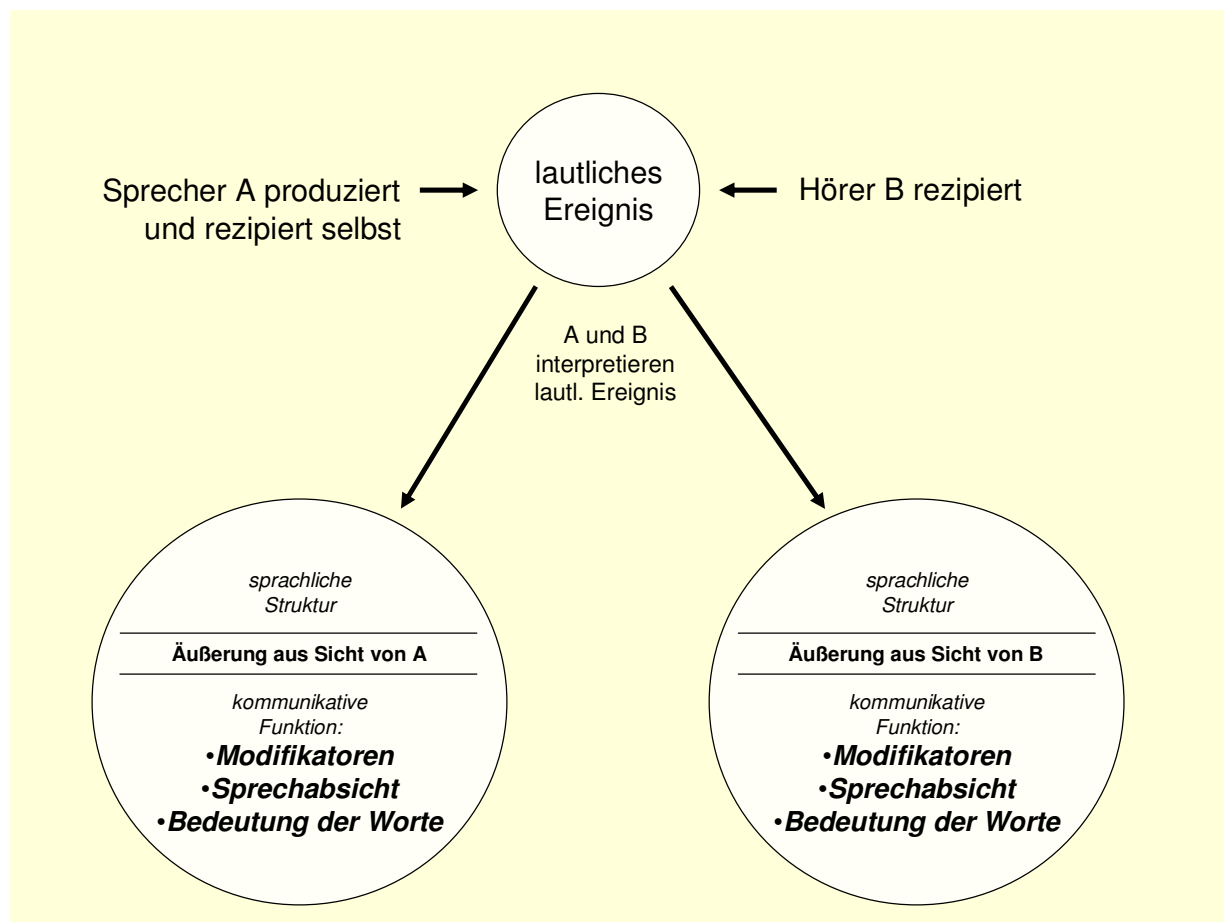 Sprecher A produziert
und rezipiert selbst
lautliches
Ereignis
Hörer B rezipiert
A und B
interpretieren
lautl. Ereignis
sprachliche
Struktur
Äußerung aus Sicht von A
kommunikative
Funktion:
•Modifikatoren
•Sprechabsicht
•Bedeutung der Worte
sprachliche
Struktur
Äußerung aus Sicht von B
kommunikative
Funktion:
•Modifikatoren
•Sprechabsicht
•Bedeutung der Worte